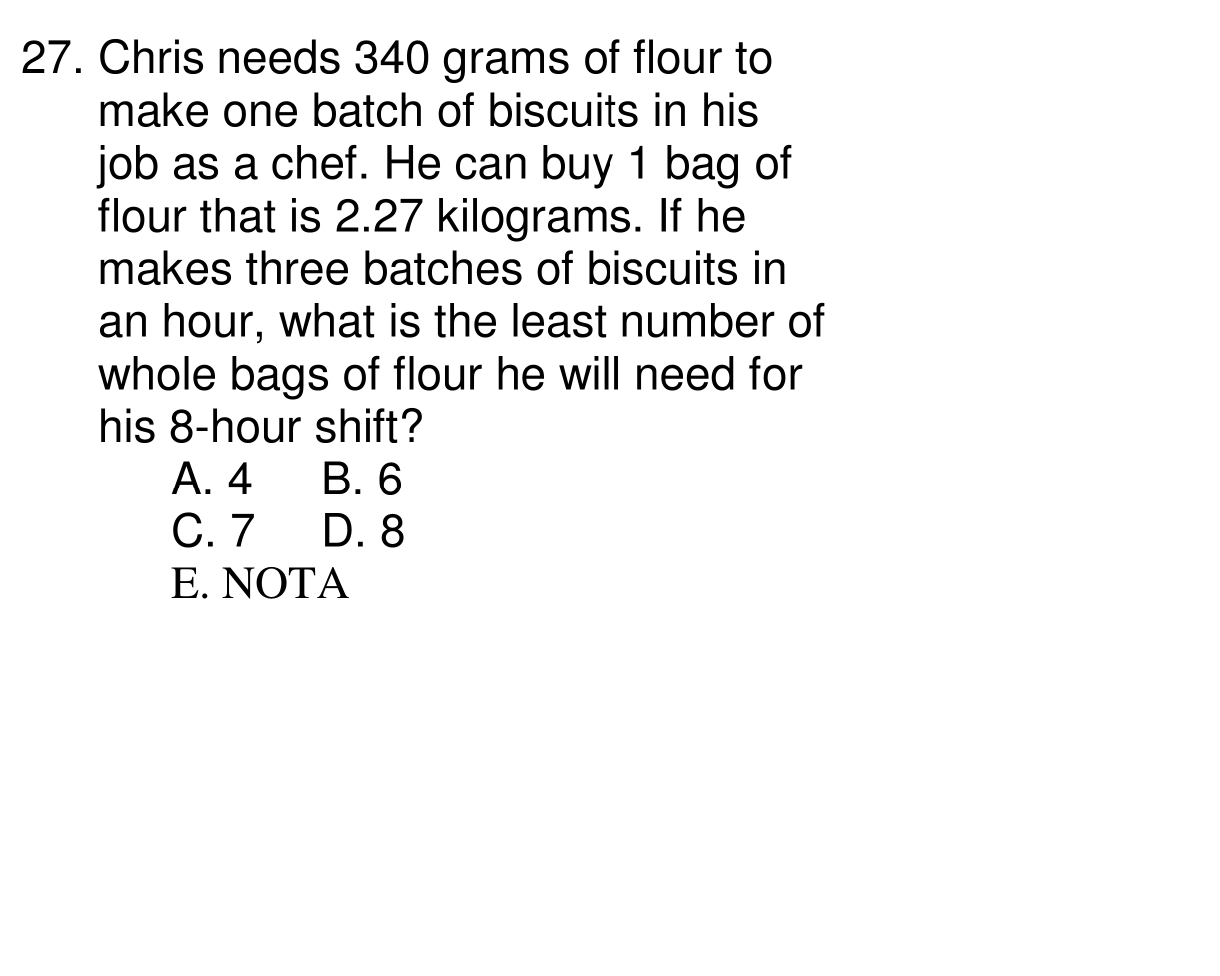 27. Chris needs 340 grams of flour to
make one batch of biscuits in his
job as a chef. He can buy 1 bag of
flour that is 2.27 kilograms. If he
makes three batches of biscuits in
an hour, what is the least number of
whole bags of flour he will need for
his 8-hour shift?
A. 4 B. 6
C. 7 D. 8
E. NOTA